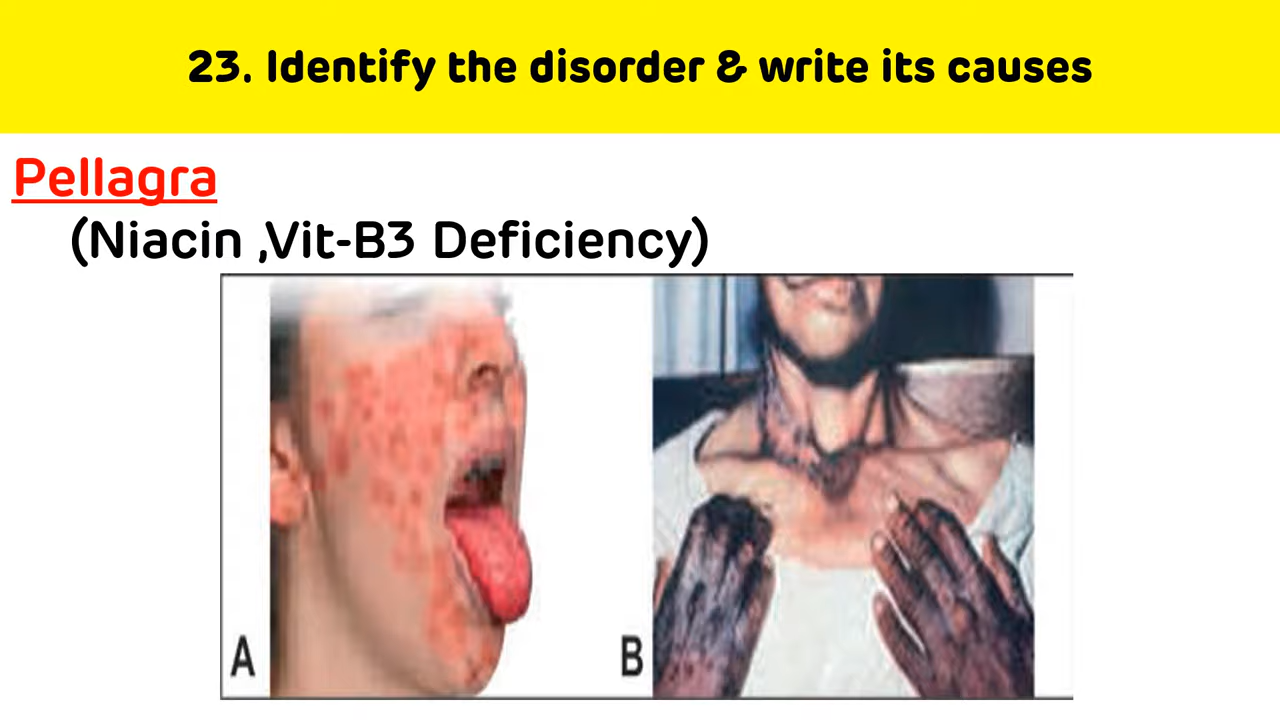 23. Identify the disorder & write its causes
Pellagra
(Niacin ,Vit-B3 Deficiency)
A
B